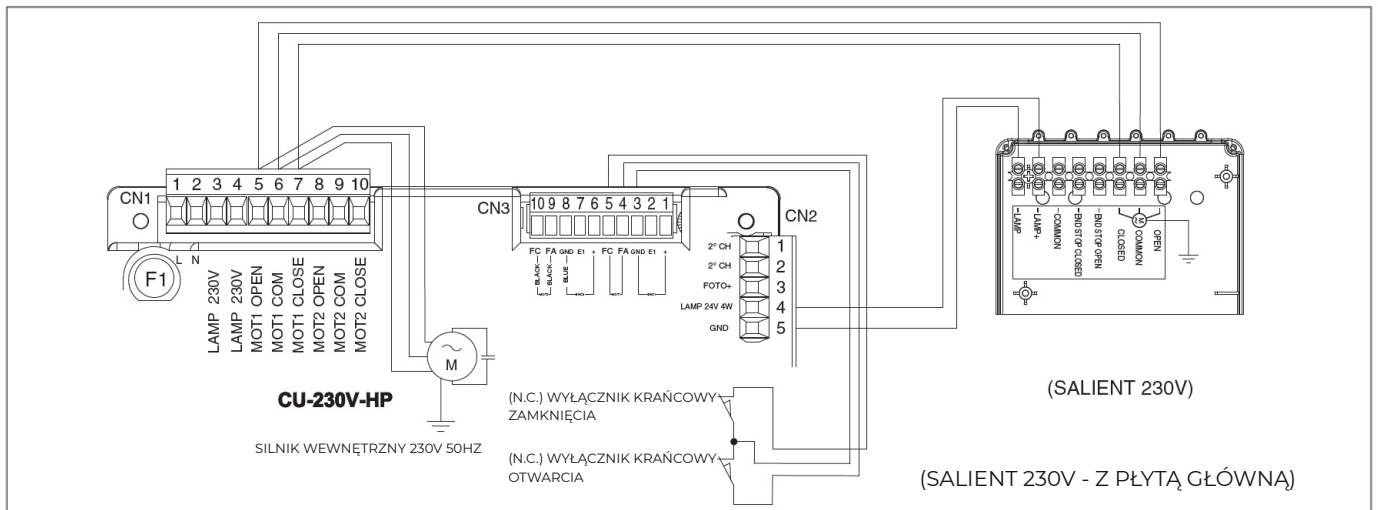 CN1
1 2 3 4 5 6 7 8 9 10
L N
F1
LAMP 230V
LAMP 230V
MOT1 OPEN
MOT1 COM
MOT1 CLOSE
MOT2 OPEN
MOT2 COM
MOT2 CLOSE
CU-230V-HP
M
SILNIK WEWNĘTRZNY 230V 50HZ
CN3
10 9 8 7 6 5 4 3 2 1
FC FA GND E1 + FC FA GND E1 +
BLACK
BLACK
BLUE
CN2
2° CH 1
2° CH 2
FOTO+ 3
LAMP 24V 4W 4
GND 5
(N.C.) WYŁĄCZNIK KRAŃCOWY
ZAMKNIĘCIA
(N.C.) WYŁĄCZNIK KRAŃCOWY
OTWARCIA
LAMP
LAMP+
COMMON
END STOP CLOSED
END STOP OPEN
CLOSED
COMMON
OPEN
M
(SALIENT 230V)
(SALIENT 230V - Z PŁYTĄ GŁÓWNĄ)